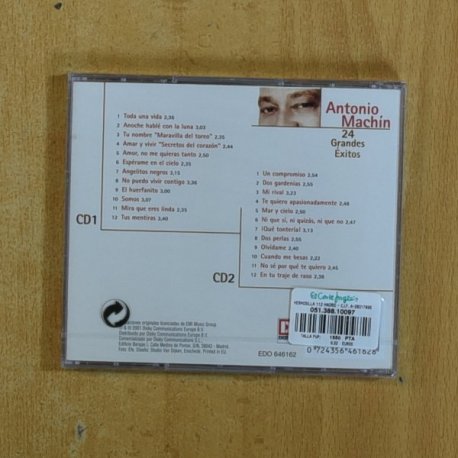 Antonio
Machín
24
Grandes
Éxitos
CD1
1 Toda una vida 2,36
2 Anoche hablé con la luna 3,03
3 Tu nombre "Maravilla del toreo" 2,35
4 Amar y vivir "Secretos del corazón" 2,44
5 Amor, no me quieras tanto 2,50
6 Espérame en el cielo 2,35
7 Angelitos negros 3,15
8 No puedo vivir contigo 2,36
9 El huerfanito 3,00
10 Somos 3,07
11 Mira que eres linda 2,35
12 Tus mentiras 2,40
CD2
1 Un compromiso 2,54
2 Dos gardenias 2,55
3 Mi rival 3,23
4 Te quiero apasionadamente 2,48
5 Mar y cielo 2,50
6 Ni que sí, ni quizás, ni que no 2,47
7 ¡Qué tontería! 3,13
8 Dos perlas 2,55
9 Olvídame 2,40
10 Cuando me besas 2,23
11 No sé por qué te quiero 2,45
12 En tu traje de raso 2,38
El Corte Inglés
051.388.10097
PTA
EDO 646162
0 724356 461628